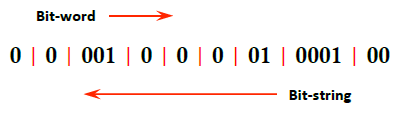 Bit-word
0 | 0 | 001 | 0 | 0 | 0 | 01 | 0001 | 00
Bit-string